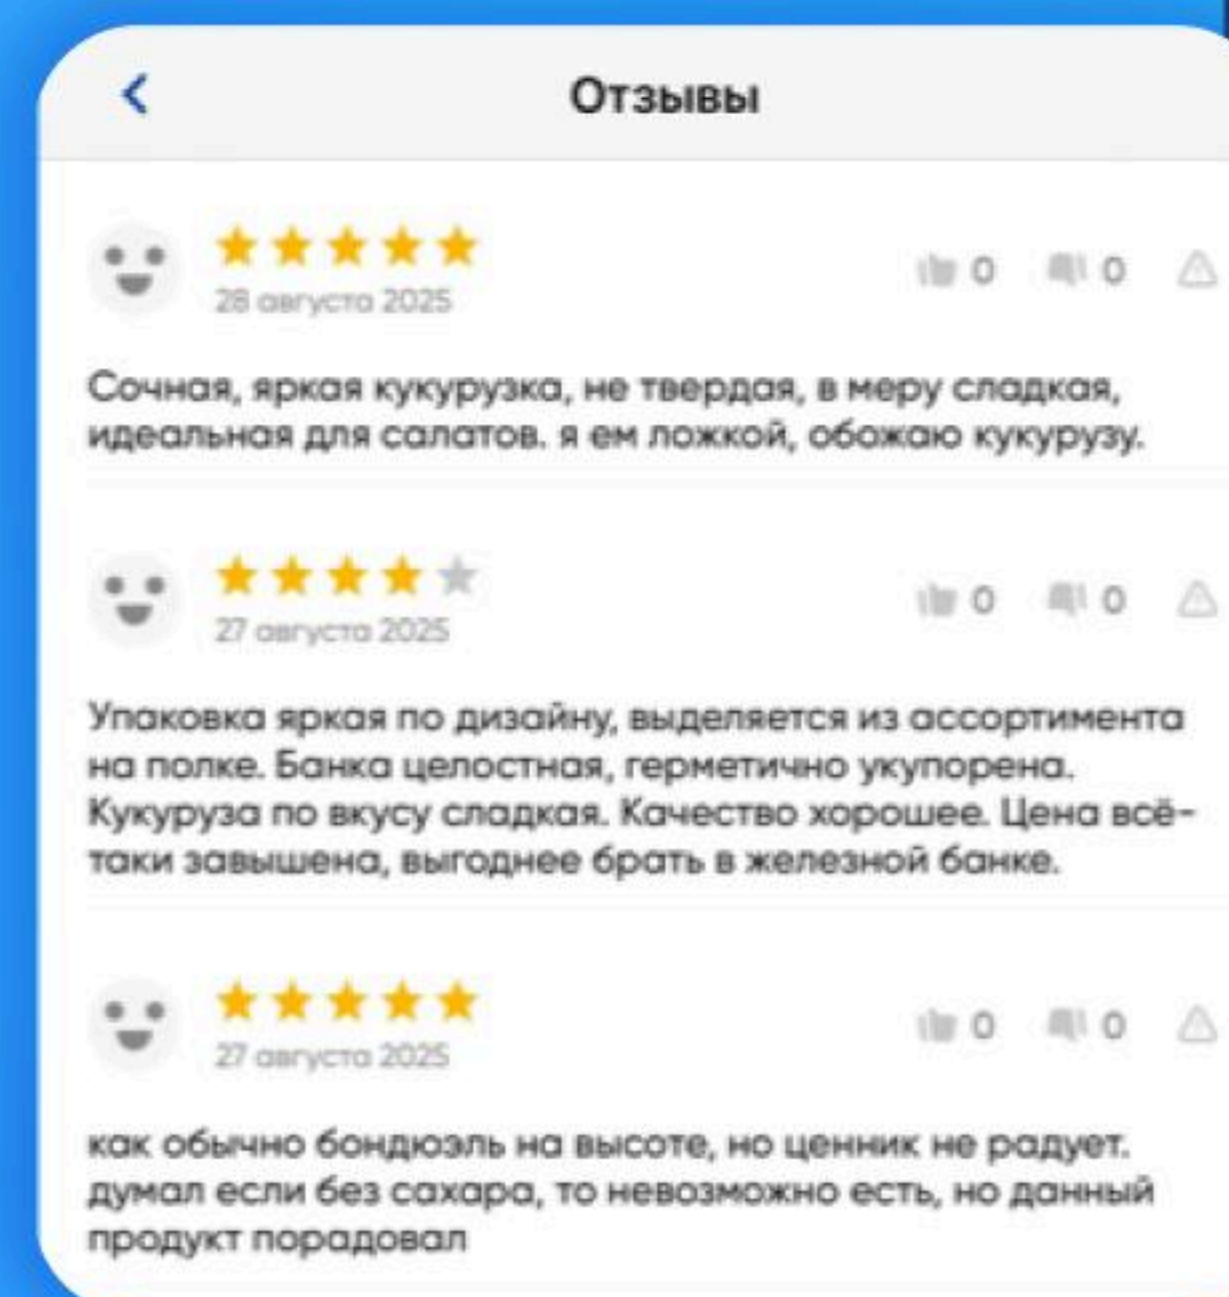 Отзывы
28 августа 2025
0 0
Сочная, яркая кукурузка, не твердая, в меру сладкая,
идеальная для салатов. я ем ложкой, обожаю кукурузу.
27 августа 2025
0 0
Упаковка яркая по дизайну, выделяется из ассортимента
на полке. Банка целостная, герметично укупорена.
Кукуруза по вкусу сладкая. Качество хорошее. Цена всё-
таки завышена, выгоднее брать в железной банке.
27 августа 2025
0 0
как обычно бондюэль на высоте, но ценник не радует.
думал если без сахара, то невозможно есть, но данный
продукт порадовал